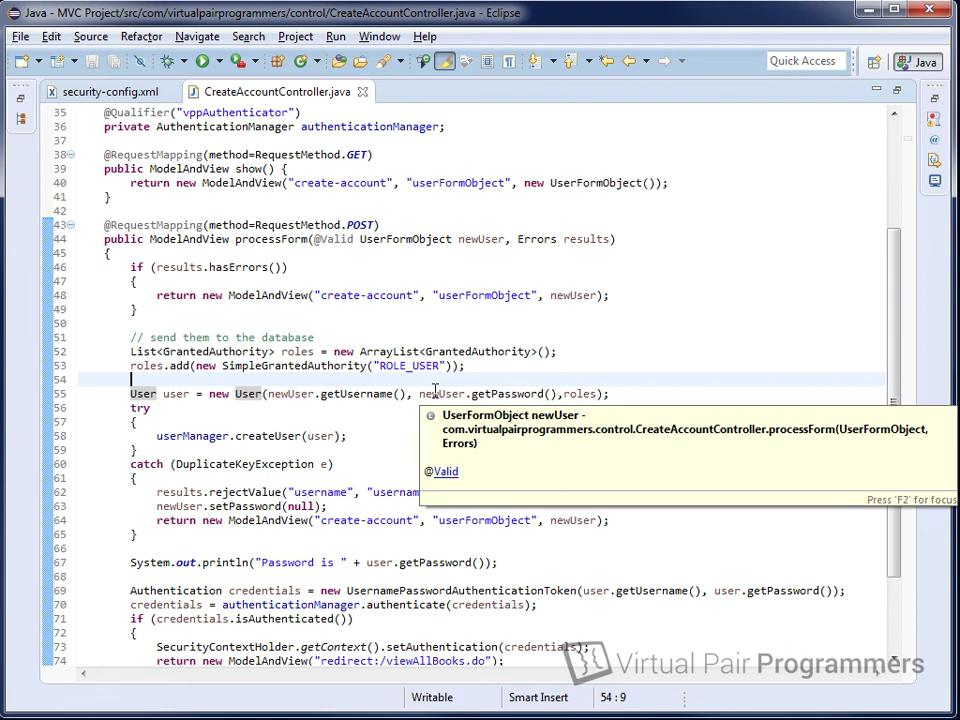 Java - MVC Project/src/com/virtualpairprogrammers/control/CreateAccountController.java - Eclipse
File Edit Source Refactor Navigate Search Project Run Window Help
Quick Access Java
security-config.xml CreateAccountController.java
35 @Qualifier("vppAuthenticator")
36 private AuthenticationManager authenticationManager;
37
38 @RequestMapping(method=RequestMethod.GET)
39 public ModelAndView show() {
40 return new ModelAndView("create-account", "userFormObject", new UserFormObject());
41 }
42
43 @RequestMapping(method=RequestMethod.POST)
44 public ModelAndView processForm(@Valid UserFormObject newUser, Errors results)
45 {
46 if (results.hasErrors())
47 {
48 return new ModelAndView("create-account", "userFormObject", newUser);
49 }
50
51 // send them to the database
52 List<GrantedAuthority> roles = new ArrayList<GrantedAuthority>();
53 roles.add(new SimpleGrantedAuthority("ROLE_USER"));
54
55 User user = new User(newUser.getUsername(), newUser.getPassword(),roles);
56 try
57 {
58 userManager.createUser(user);
59 }
60 catch (DuplicateKeyException e)
61 {
62 results.rejectValue("username", "usernam
63 newUser.setPassword(null);
64 return new ModelAndView("create-account", "userFormObject", newUser);
65 }
66
67 System.out.println("Password is " + user.getPassword());
68
69 Authentication credentials = new UsernamePasswordAuthenticationToken(user.getUsername(), user.getPassword());
70 credentials = authenticationManager.authenticate(credentials);
71 if (credentials.isAuthenticated())
72 {
73 SecurityContextHolder.getContext().setAuthentication(credentials);
74 return new ModelAndView("redirect:/viewAllBooks.do");
UserFormObject newUser -
com.virtualpairprogrammers.control.CreateAccountController.processForm(UserFormObject,
Errors)
@Valid
Press 'F2' for focus
Virtual Pair Programmers
Writable Smart Insert 54 : 9